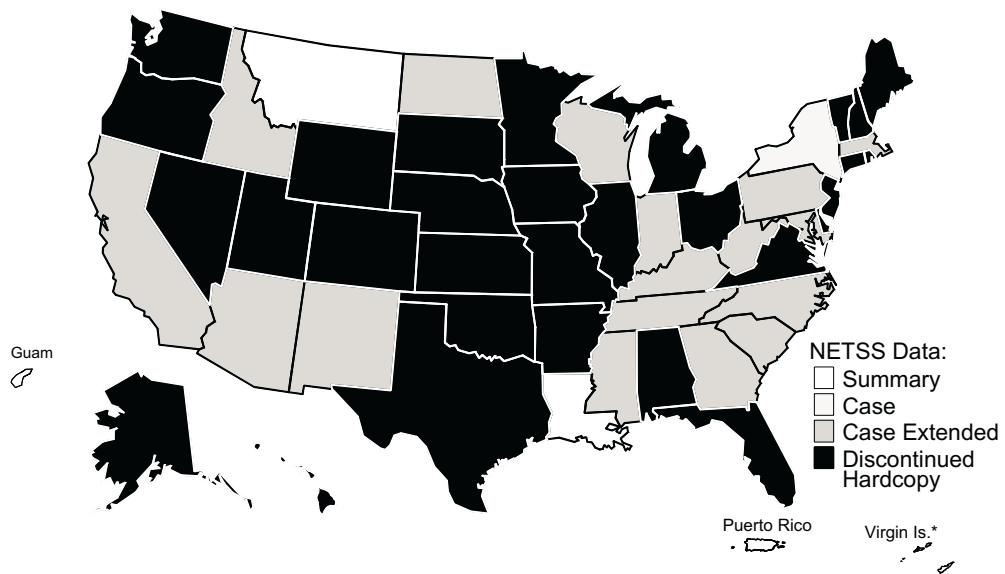 Guam
NETSS Data:
Summary
Case
Case Extended
Discontinued
Hardcopy
Puerto Rico
Virgin Is.*